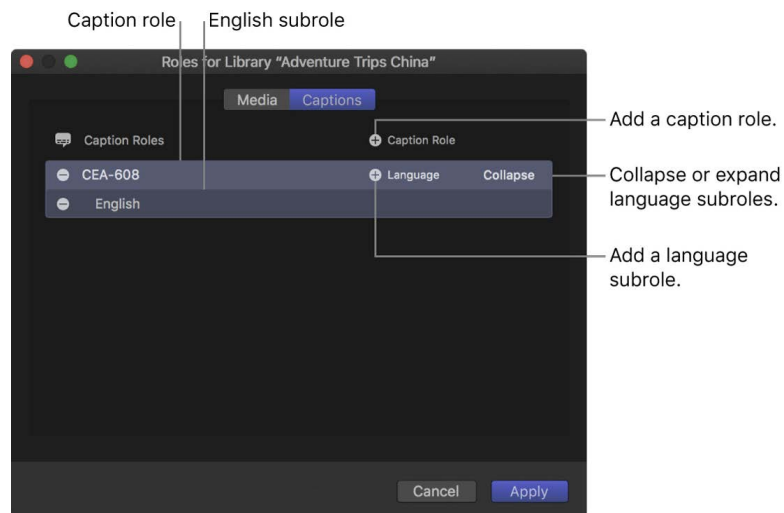 Caption role
English subrole
Roles for Library "Adventure Trips China"
Media
Captions
Add a caption role.
Caption Roles
Caption Role
CEA-608
Language
Collapse
Collapse or expand
language subroles.
English
Add a language
subrole.
Cancel
Apply